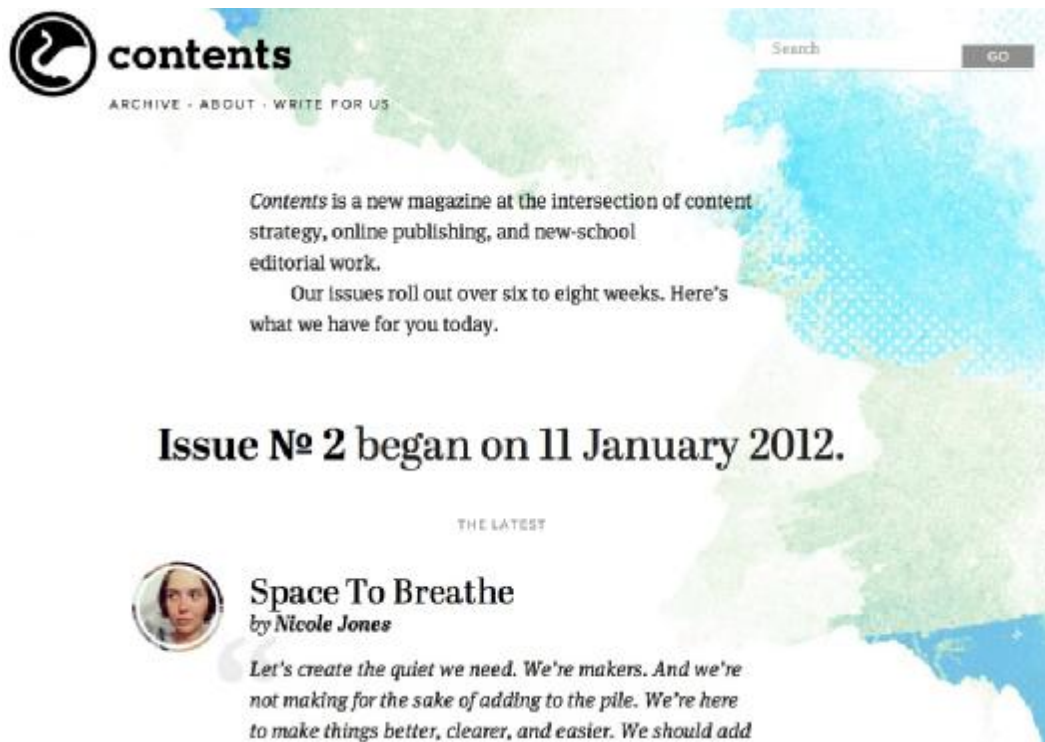 contents
Search
GO
ARCHIVE · ABOUT · WRITE FOR US
Contents is a new magazine at the intersection of content
strategy, online publishing, and new-school
editorial work.
Our issues roll out over six to eight weeks. Here's
what we have for you today.
Issue № 2 began on 11 January 2012.
THE LATEST
Space To Breathe
by Nicole Jones
“
Let's create the quiet we need. We're makers. And we're
not making for the sake of adding to the pile. We're here
to make things better, clearer, and easier. We should add